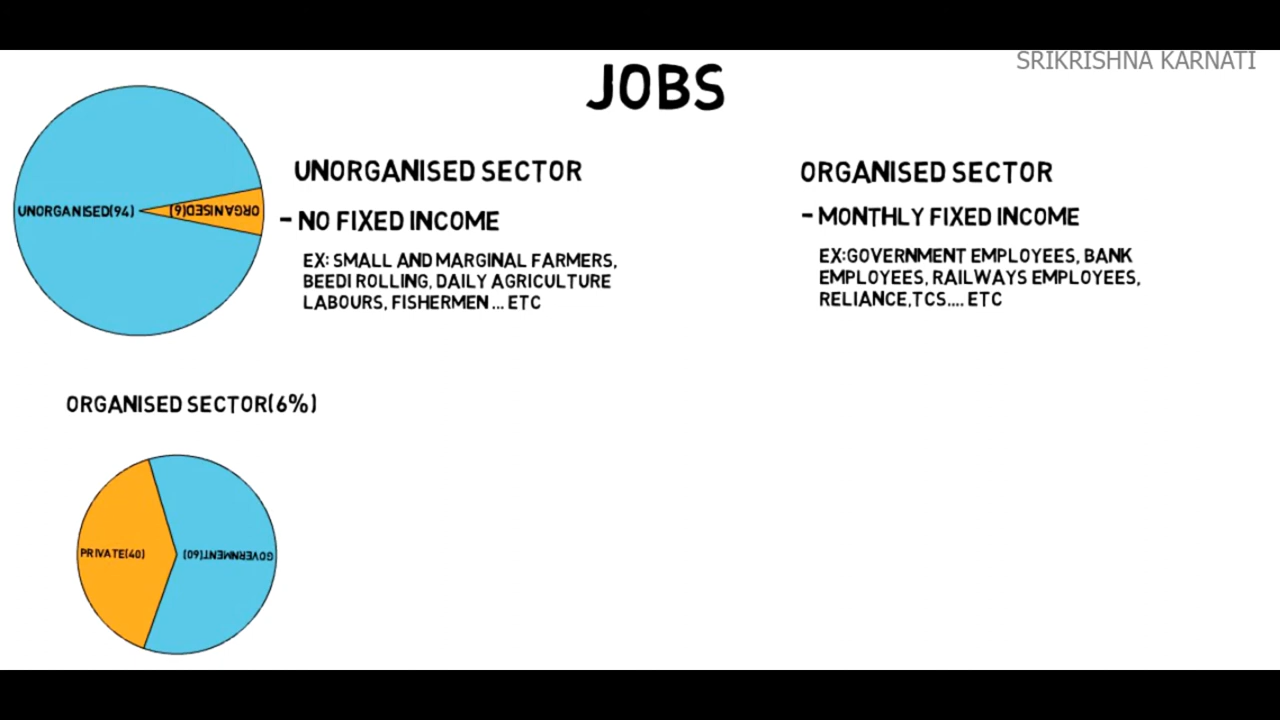 SRIKRISHNA KARNATI
JOBS
UNORGANISED(94)
ORGANISED(6)
UNORGANISED SECTOR
- NO FIXED INCOME
EX: SMALL AND MARGINAL FARMERS,
BEEDI ROLLING, DAILY AGRICULTURE
LABOURS, FISHERMEN ... ETC
ORGANISED SECTOR
- MONTHLY FIXED INCOME
EX:GOVERNMENT EMPLOYEES, BANK
EMPLOYEES, RAILWAYS EMPLOYEES,
RELIANCE,TCS.... ETC
ORGANISED SECTOR(6%)
PRIVATE(40)
GOVERNMENT(60)